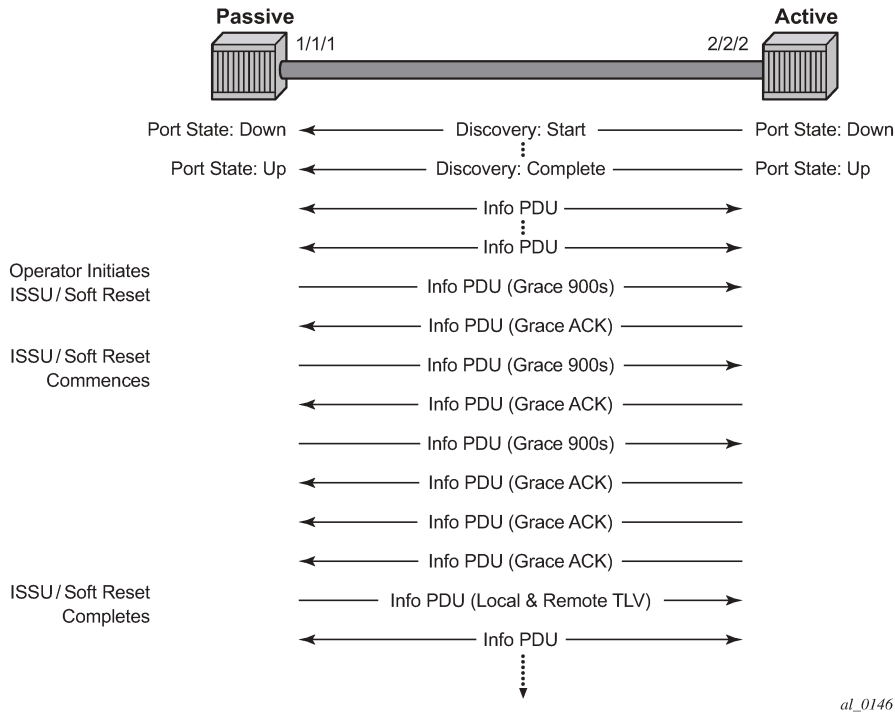 Passive Active
1/1/1 2/2/2
Port State: Down Discovery: Start Port State: Down
Port State: Up Discovery: Complete Port State: Up
Info PDU
Info PDU
Operator Initiates
ISSU/Soft Reset Info PDU (Grace 900s)
Info PDU (Grace ACK)
ISSU/Soft Reset
Commences
Info PDU (Grace 900s)
Info PDU (Grace ACK)
Info PDU (Grace 900s)
Info PDU (Grace ACK)
Info PDU (Grace ACK)
Info PDU (Grace ACK)
ISSU/Soft Reset
Completes
Info PDU (Local & Remote TLV)
Info PDU
al_0146